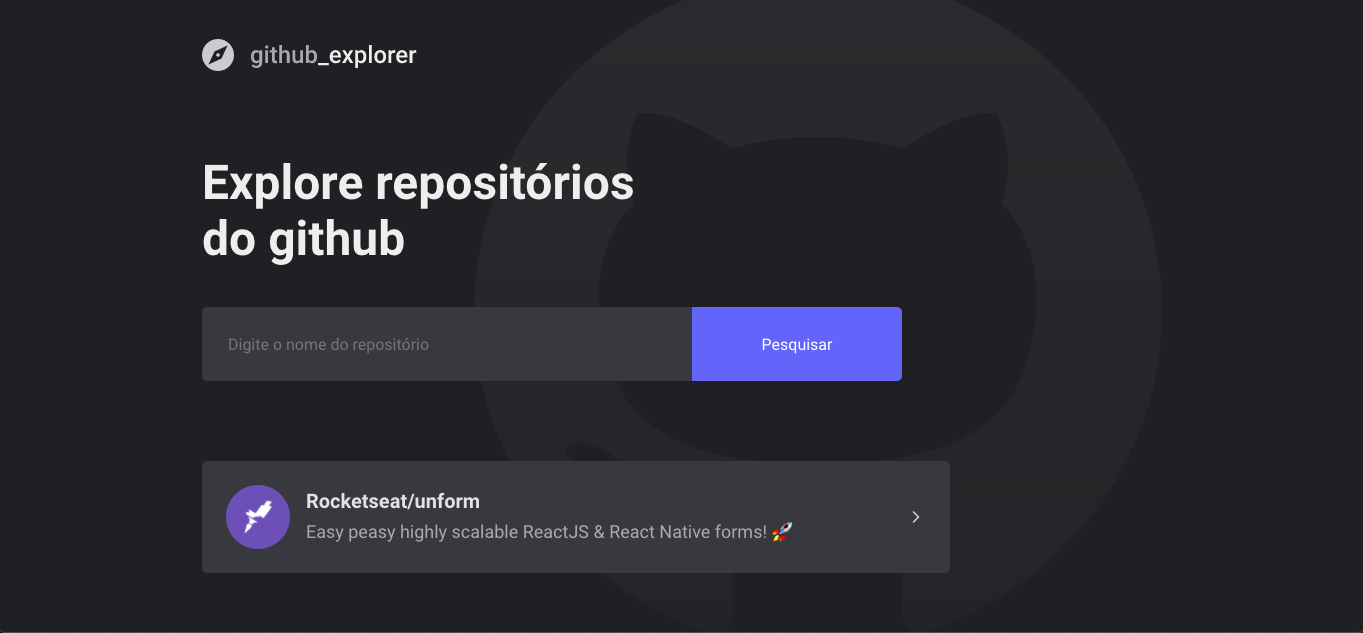 github_explorer
Explore repositórios
do github
Digite o nome do repositório
Pesquisar
Rocketseat/unform
Easy peasy highly scalable ReactJS & React Native forms! 🚀